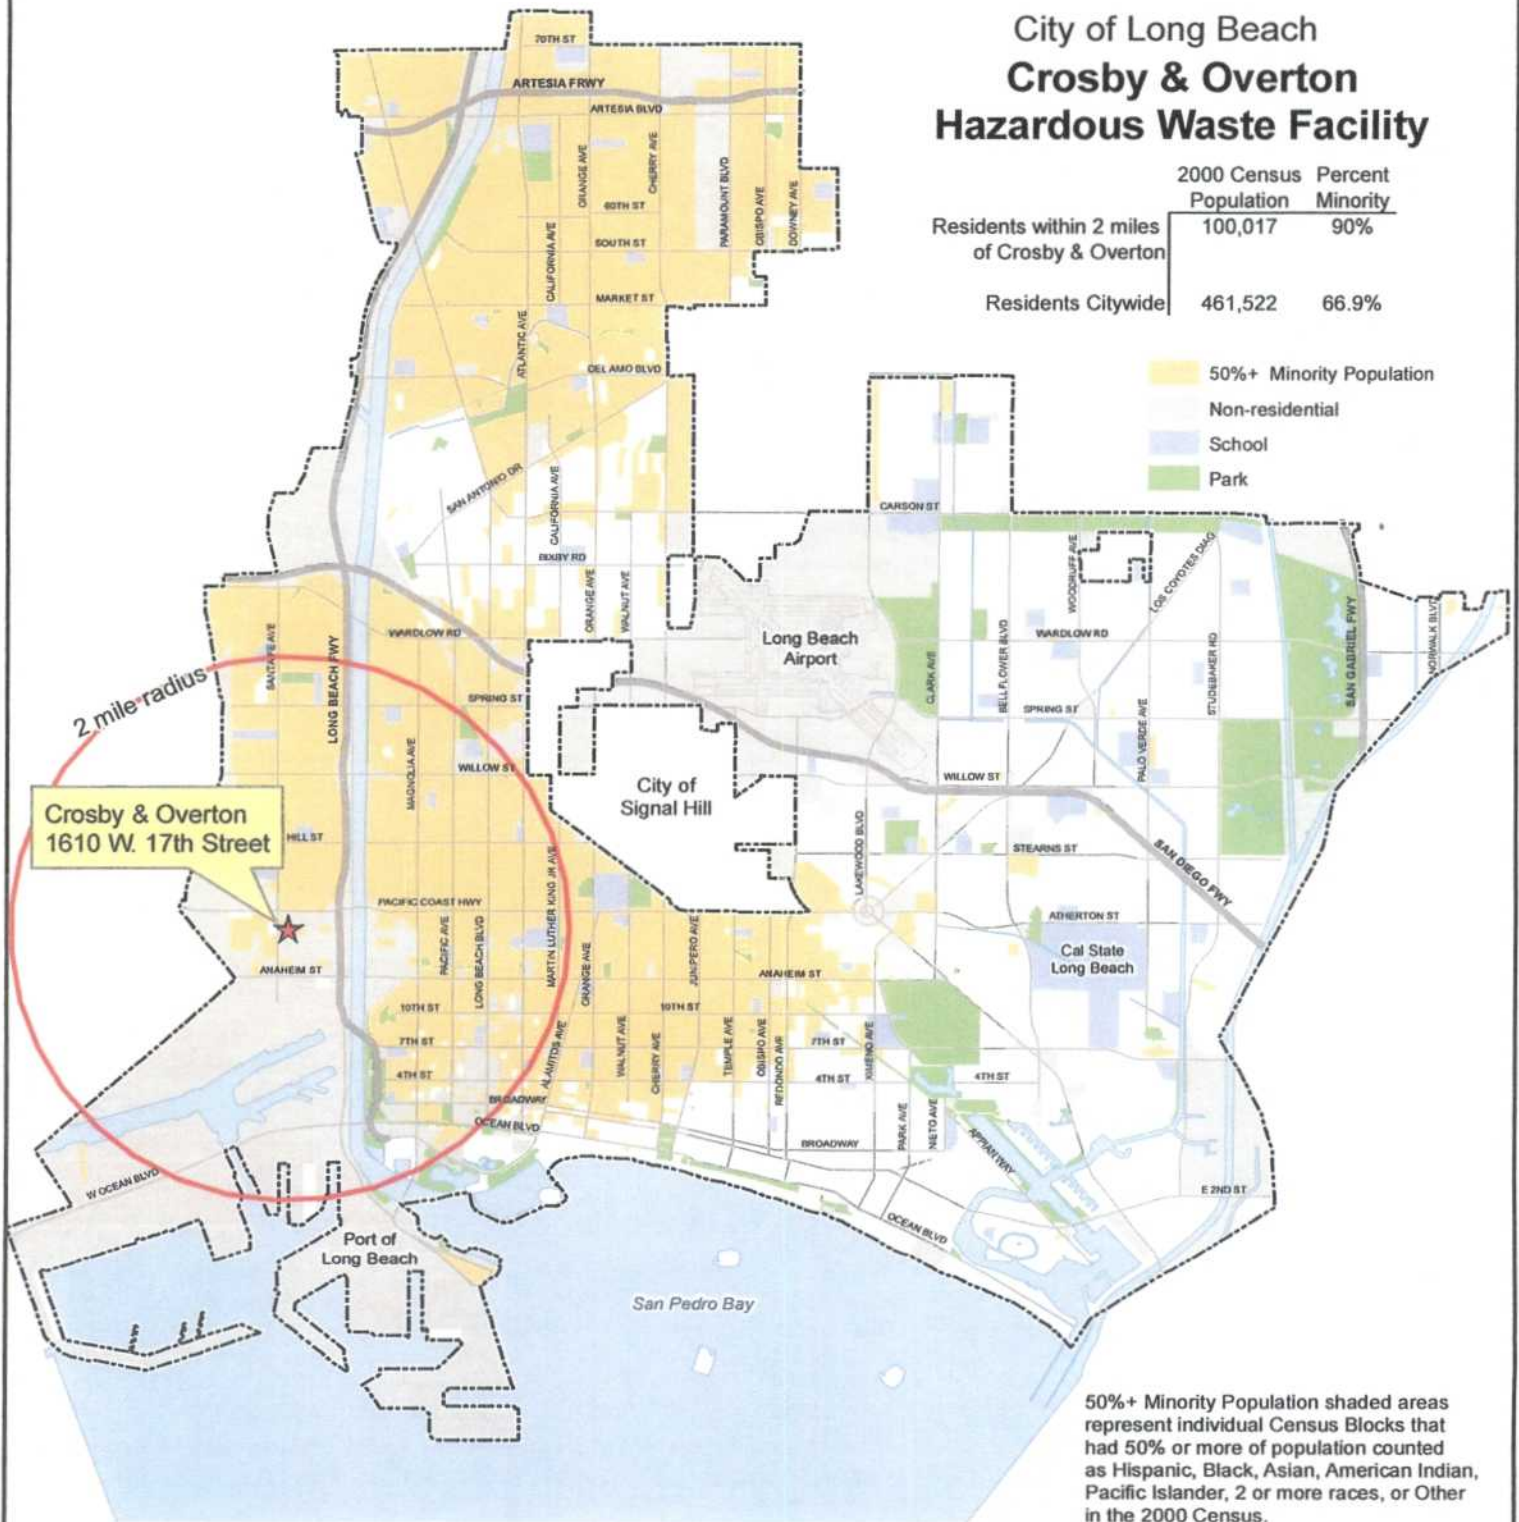 City of Long Beach
Crosby & Overton
Hazardous Waste Facility
2000 Census Percent
Population Minority
Residents within 2 miles 100,017 90%
of Crosby & Overton
Residents Citywide 461,522 66.9%
50%+ Minority Population
Non-residential
School
Park
70TH ST
ARTESIA FRWY
ARTESIA BLVD
ORANGE AVE
CHERRY AVE
PARAMOUNT BLVD
OBISPO AVE
DOWNEY AVE
60TH ST
CALIFORNIA AVE
SOUTH ST
MARKET ST
ATLANTIC AVE
DEL AMO BLVD
SAN ANTONIO DR
CALIFORNIA AVE
CARSON ST
BIXBY RD
ORANGE AVE
WALNUT AVE
WOODRUFF AVE
LOS COYOTES DIAG
SAN GABRIEL FWY
NORWALK BLVD
SANTA FE AVE
LONG BEACH FWY
WARDLOW RD
Long Beach
Airport
CLARK AVE
BELLFLOWER BLVD
WARDLOW RD
STUDEBAKER RD
2 mile radius
SPRING ST
SPRING ST
PALO VERDE AVE
MAGNOLIA AVE
WILLOW ST
City of
Signal Hill
WILLOW ST
Crosby & Overton
1610 W. 17th Street
HILL ST
MARTIN LUTHER KING JR AVE
LAKEWOOD BLVD
STEARNS ST
SAN DIEGO FWY
PACIFIC COAST HWY
PACIFIC AVE
LONG BEACH BLVD
ORANGE AVE
JUNIPERO AVE
ATHERTON ST
Cal State
Long Beach
ANAHEIM ST
ANAHEIM ST
10TH ST
10TH ST
7TH ST
ALAMITOS AVE
WALNUT AVE
CHERRY AVE
TEMPLE AVE
OBISPO AVE
REDONDO AVE
7TH ST
XIMENO AVE
4TH ST
4TH ST
4TH ST
BROADWAY
OCEAN BLVD
BROADWAY
PARK AVE
NIETO AVE
APPIAN WAY
W OCEAN BLVD
E 2ND ST
OCEAN BLVD
Port of
Long Beach
San Pedro Bay
50%+ Minority Population shaded areas
represent individual Census Blocks that
had 50% or more of population counted
as Hispanic, Black, Asian, American Indian,
Pacific Islander, 2 or more races, or Other
in the 2000 Census.